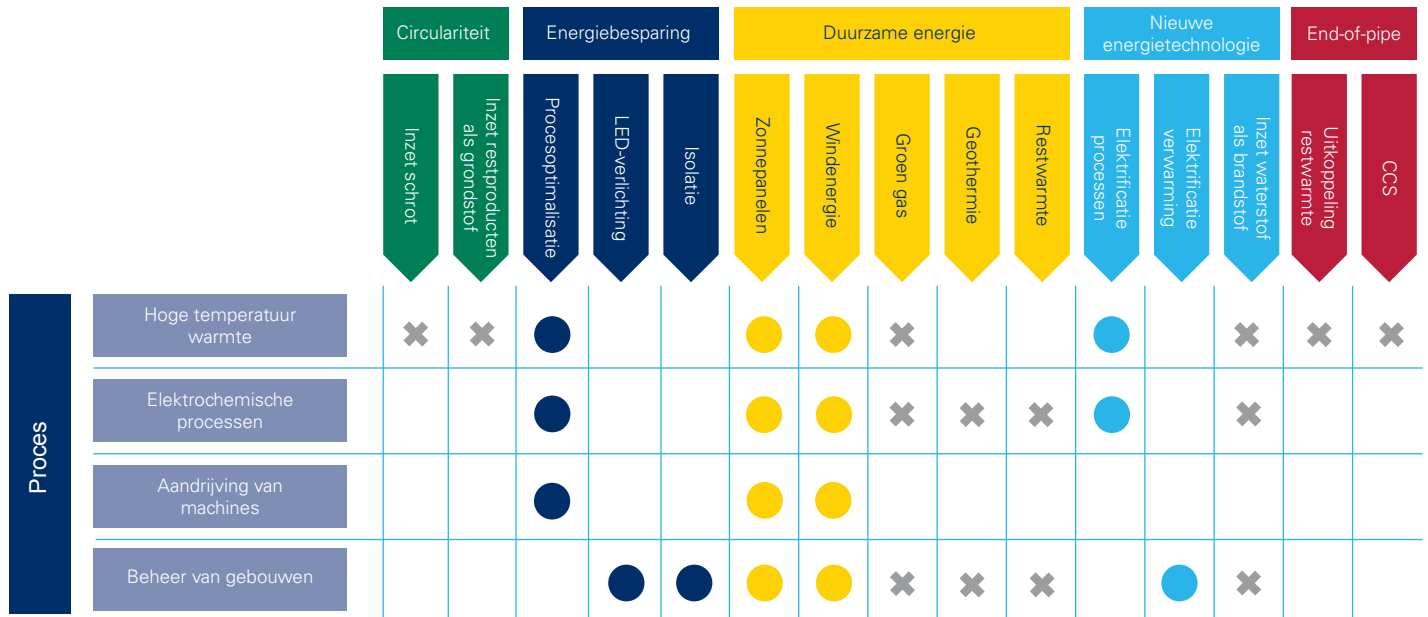 Circulariteit
Energiebesparing
Duurzame energie
Nieuwe
energietechnologie
End-of-pipe
Inzet schrot
Inzet restproducten
als grondstof
Procesoptimalisatie
LED-verlichting
Isolatie
Zonnepanelen
Windenergie
Groen gas
Geothermie
Restwarmte
Elektrificatie
processen
Elektrificatie
verwarming
Inzet waterstof
als brandstof
Uitkoppeling
restwarmte
CCS
Proces
Hoge temperatuur
warmte
Elektrochemische
processen
Aandrijving van
machines
Beheer van gebouwen